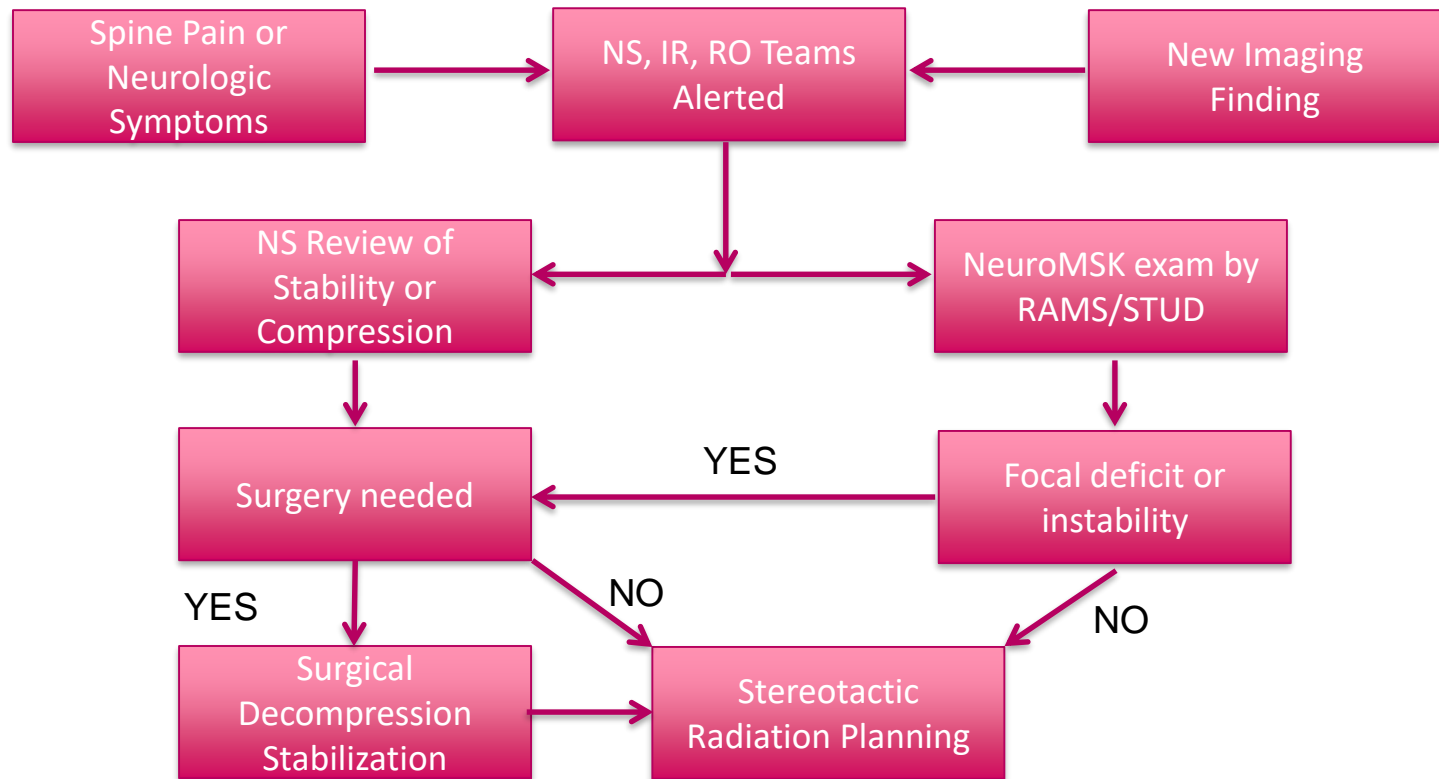 Spine Pain or
Neurologic
Symptoms
NS, IR, RO Teams
Alerted
New Imaging
Finding
NS Review of
Stability or
Compression
NeuroMSK exam by
RAMS/STUD
Surgery needed
YES
Focal deficit or
instability
YES
NO
NO
Surgical
Decompression
Stabilization
Stereotactic
Radiation Planning